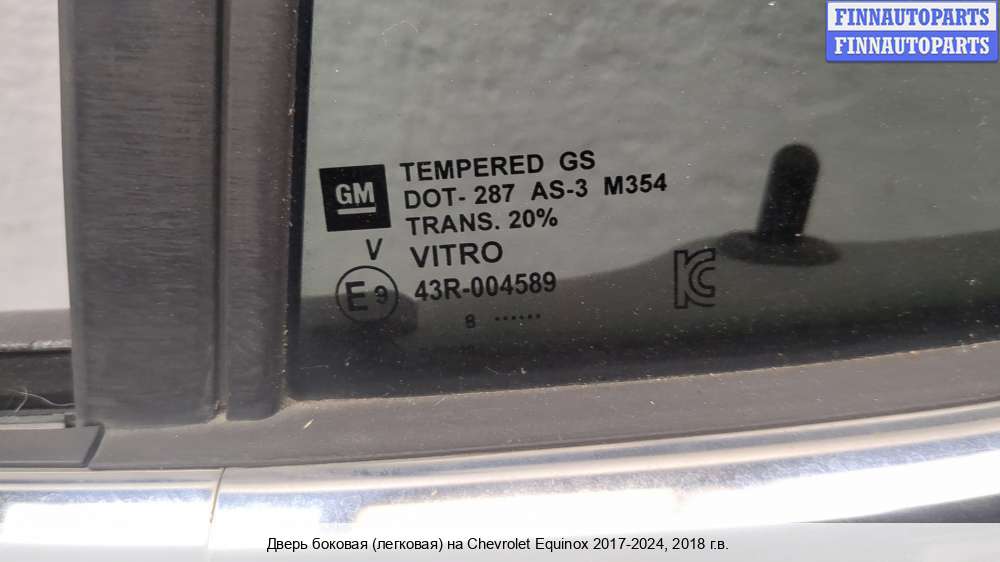 FINNAUTOPARTS
FINNAUTOPARTS
GM
TEMPERED GS
DOT- 287 AS-3 M354
TRANS. 20%
V VITRO
E9 43R-004589
KC
8 ......
Дверь боковая (легковая) на Chevrolet Equinox 2017-2024, 2018 г.в.